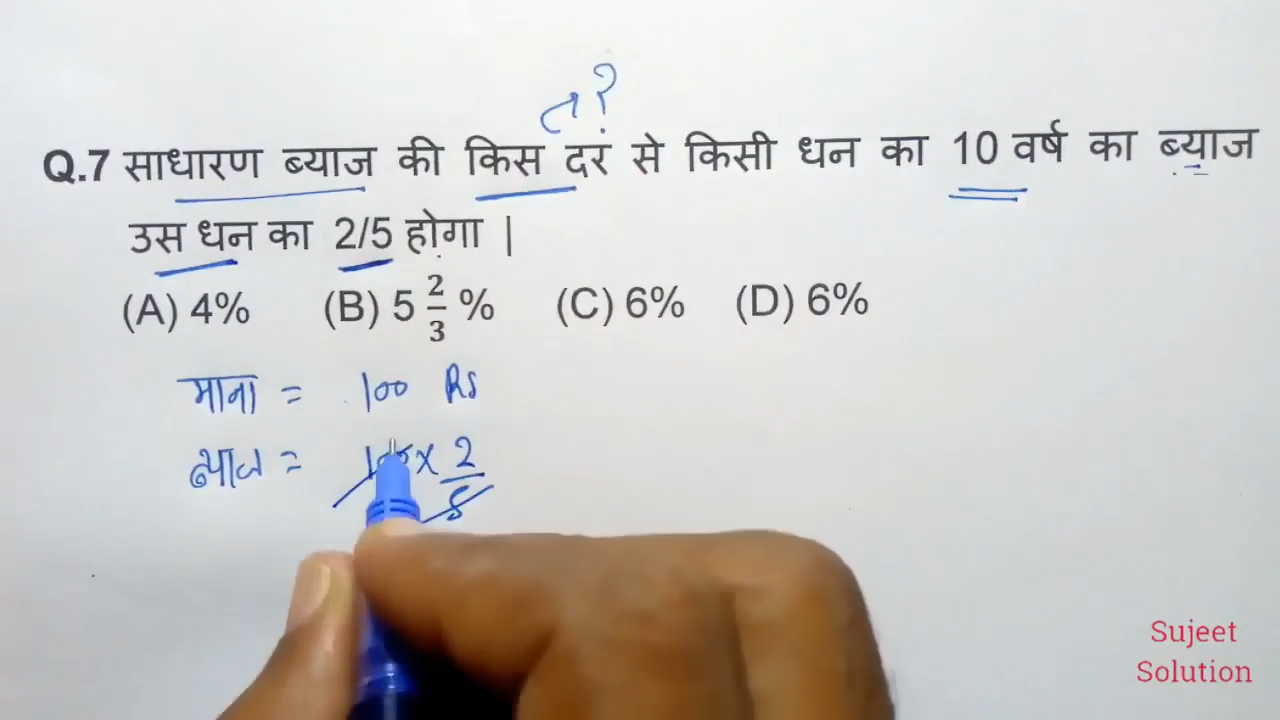 त ?
Q.7 साधारण ब्याज की किस दर से किसी धन का 10 वर्ष का ब्याज
उस धन का 2/5 होगा |
(A) 4% (B) 5 2/3 % (C) 6% (D) 6%
माना = 100 Rs
ब्याज = 100 x 2/5
Sujeet
Solution